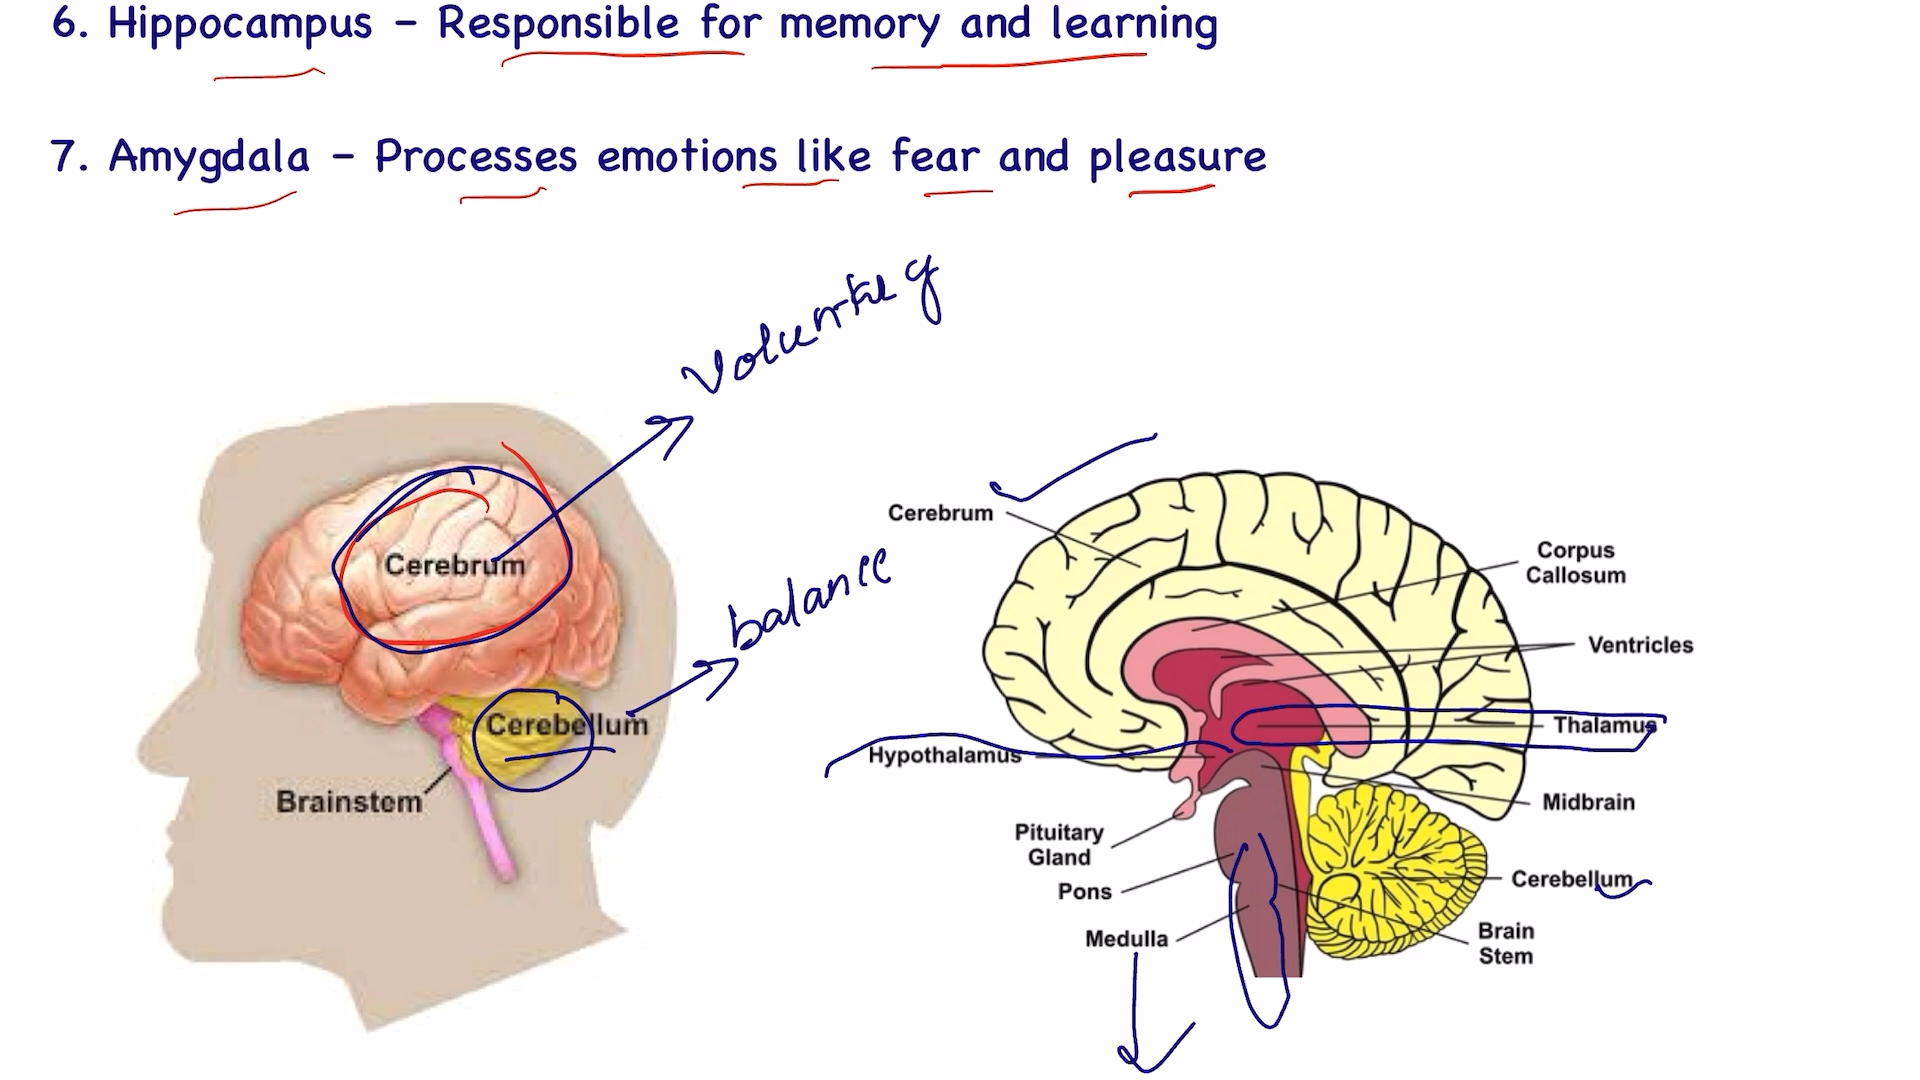 6. Hippocampus – Responsible for memory and learning
7. Amygdala – Processes emotions like fear and pleasure
balance
Cerebrum
Cerebellum
Brainstem
Cerebrum
Corpus
Callosum
Ventricles
Thalamus
Hypothalamus
Midbrain
Pituitary
Gland
Pons
Cerebellum
Medulla
Brain
Stem